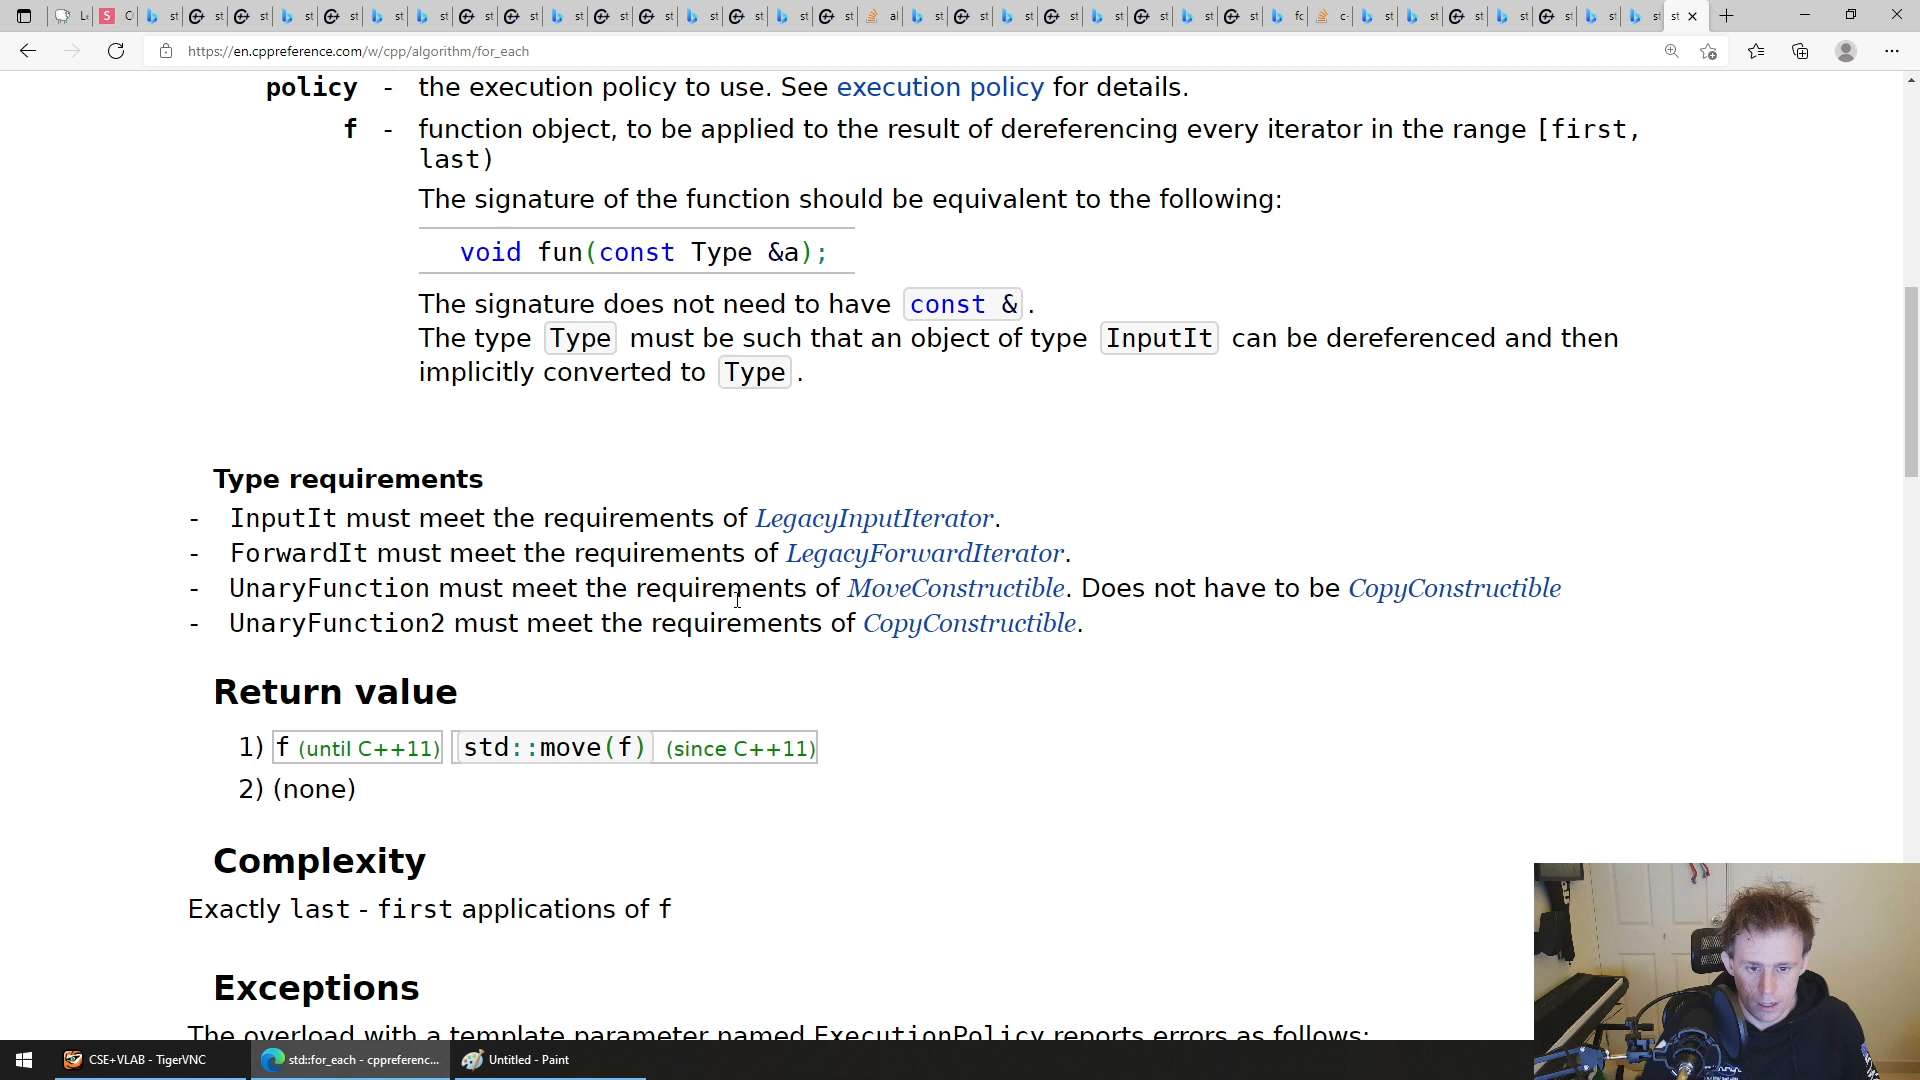 https://en.cppreference.com/w/cpp/algorithm/for_each
policy - the execution policy to use. See execution policy for details.
f - function object, to be applied to the result of dereferencing every iterator in the range [first,
last)
The signature of the function should be equivalent to the following:
void fun(const Type &a);
The signature does not need to have const & .
The type Type must be such that an object of type InputIt can be dereferenced and then
implicitly converted to Type .
Type requirements
- InputIt must meet the requirements of LegacyInputIterator.
- ForwardIt must meet the requirements of LegacyForwardIterator.
- UnaryFunction must meet the requirements of MoveConstructible. Does not have to be CopyConstructible
- UnaryFunction2 must meet the requirements of CopyConstructible.
Return value
1) f (until C++11) std::move(f) (since C++11)
2) (none)
Complexity
Exactly last - first applications of f
Exceptions
The overload with a template parameter named ExecutionPolicy reports errors as follows:
CSE+VLAB - TigerVNC
std::for_each - cppreferenc...
Untitled - Paint